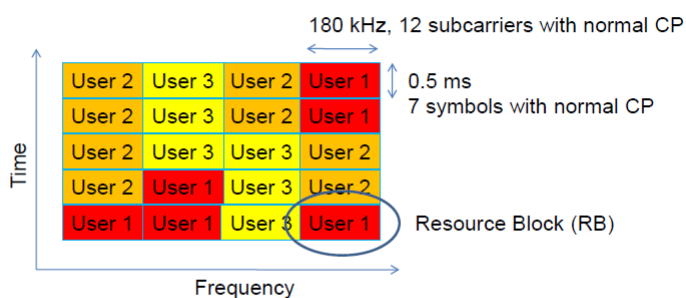 180 kHz, 12 subcarriers with normal CP
User 2 User 3 User 2 User 1
0.5 ms
User 2 User 3 User 2 User 1
7 symbols with normal CP
User 2 User 3 User 3 User 2
User 2 User 1 User 3 User 2
User 1 User 1 User 3 User 1
Resource Block (RB)
Time
Frequency